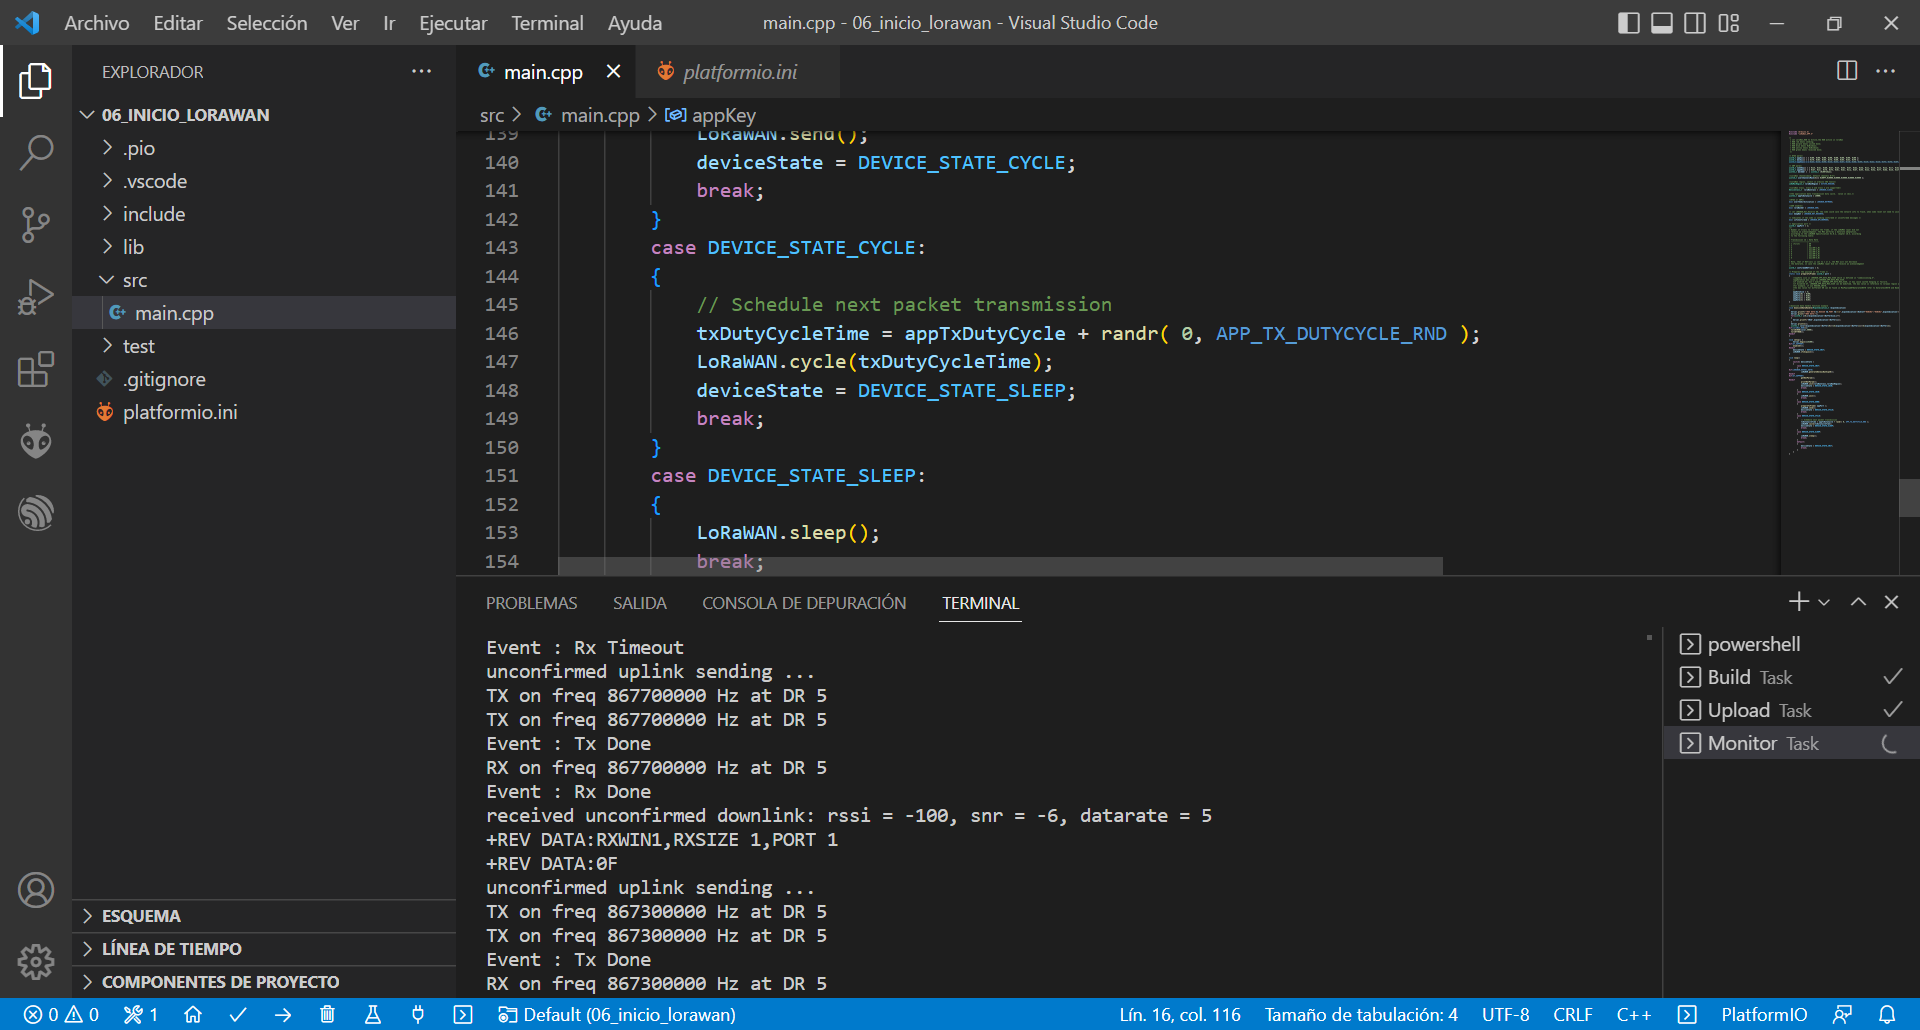 Archivo Editar Selección Ver Ir Ejecutar Terminal Ayuda
main.cpp - 06_inicio_lorawan - Visual Studio Code
EXPLORADOR
06_INICIO_LORAWAN
.pio
.vscode
include
lib
src
main.cpp
test
.gitignore
platformio.ini
ESQUEMA
LÍNEA DE TIEMPO
COMPONENTES DE PROYECTO
main.cpp platformio.ini
src > main.cpp > appKey
139 LoRaWAN.send();
140 deviceState = DEVICE_STATE_CYCLE;
141 break;
142 }
143 case DEVICE_STATE_CYCLE:
144 {
145 // Schedule next packet transmission
146 txDutyCycleTime = appTxDutyCycle + randr( 0, APP_TX_DUTYCYCLE_RND );
147 LoRaWAN.cycle(txDutyCycleTime);
148 deviceState = DEVICE_STATE_SLEEP;
149 break;
150 }
151 case DEVICE_STATE_SLEEP:
152 {
153 LoRaWAN.sleep();
154 break;
PROBLEMAS SALIDA CONSOLA DE DEPURACIÓN TERMINAL
Event : Rx Timeout
unconfirmed uplink sending ...
TX on freq 867700000 Hz at DR 5
TX on freq 867700000 Hz at DR 5
Event : Tx Done
RX on freq 867700000 Hz at DR 5
Event : Rx Done
received unconfirmed downlink: rssi = -100, snr = -6, datarate = 5
+REV DATA:RXWIN1,RXSIZE 1,PORT 1
+REV DATA:0F
unconfirmed uplink sending ...
TX on freq 867300000 Hz at DR 5
TX on freq 867300000 Hz at DR 5
Event : Tx Done
RX on freq 867300000 Hz at DR 5
powershell
Build Task
Upload Task
Monitor Task
0 0 1 Default (06_inicio_lorawan) Lín. 16, col. 116 Tamaño de tabulación: 4 UTF-8 CRLF C++ PlatformIO